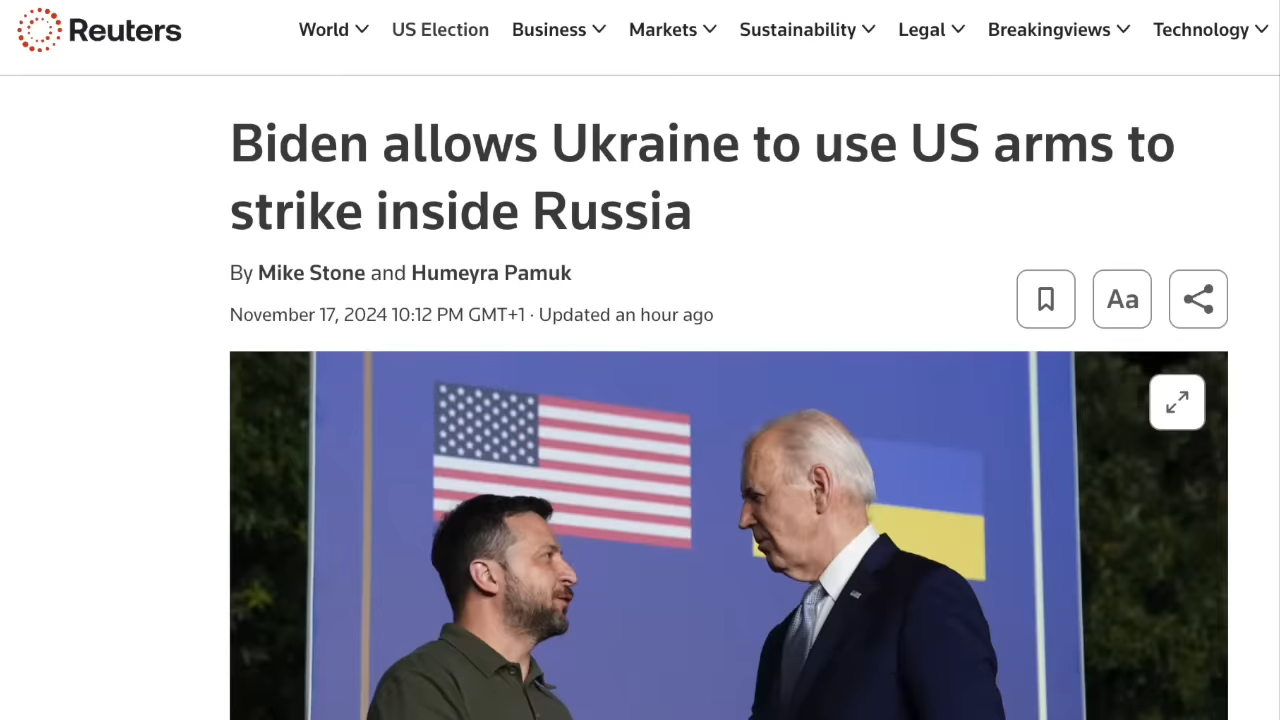 Reuters
World US Election Business Markets Sustainability Legal Breakingviews Technology
Biden allows Ukraine to use US arms to
strike inside Russia
By Mike Stone and Humeyra Pamuk
November 17, 2024 10:12 PM GMT+1 · Updated an hour ago
Aa